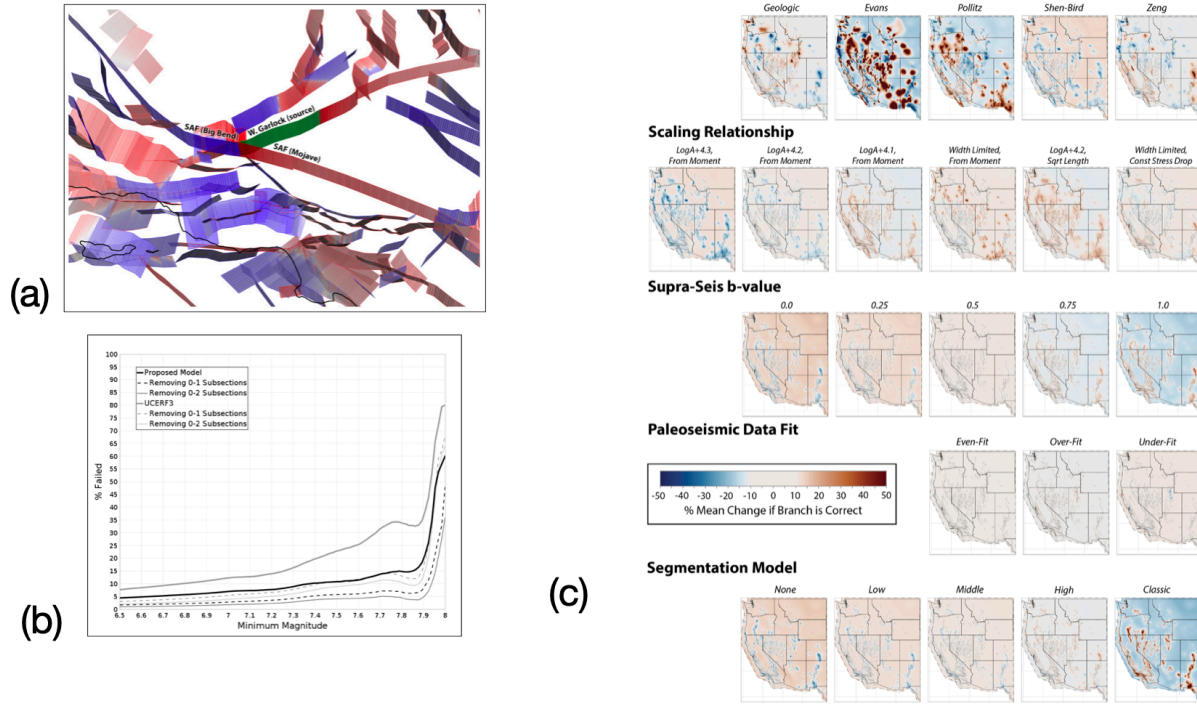 (a)
SAF (Big Bend)
W. Garlock (source)
SAF (Mojave)
(b)
100
95
90
85
80
75
70
65
60
55
50
45
40
35
30
25
20
15
10
5
0
% Failed
Proposed Model
Removing 0-1 Subsections
Removing 0-2 Subsections
UCERF3
Removing 0-1 Subsections
Removing 0-2 Subsections
6.5 6.6 6.7 6.8 6.9 7 7.1 7.2 7.3 7.4 7.5 7.6 7.7 7.8 7.9 8
Minimum Magnitude
(c)
Geologic Evans Pollitz Shen-Bird Zeng
Scaling Relationship
LogA+4.3, LogA+4.2, LogA+4.1, Width Limited, LogA+4.2, Width Limited,
From Moment From Moment From Moment From Moment Sqrt Length Const Stress Drop
Supra-Seis b-value
0.0 0.25 0.5 0.75 1.0
Paleoseismic Data Fit
Even-Fit Over-Fit Under-Fit
-50 -40 -30 -20 -10 0 10 20 30 40 50
% Mean Change if Branch is Correct
Segmentation Model
None Low Middle High Classic